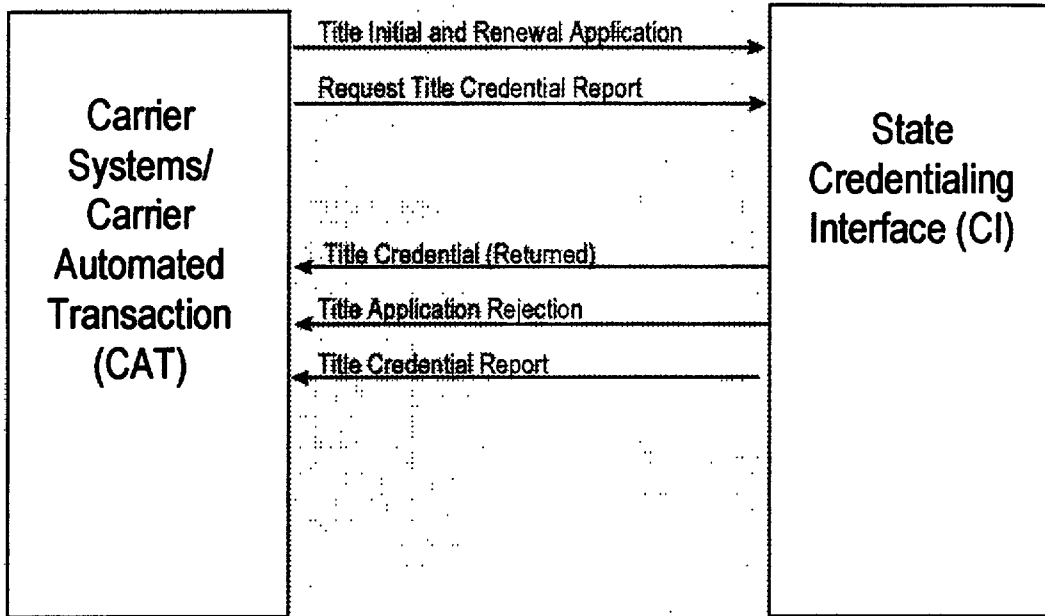 Carrier
Systems/
Carrier
Automated
Transaction
(CAT)
Title Initial and Renewal Application
Request Title Credential Report
Title Credential (Returned)
Title Application Rejection
Title Credential Report
State
Credentialing
Interface (CI)